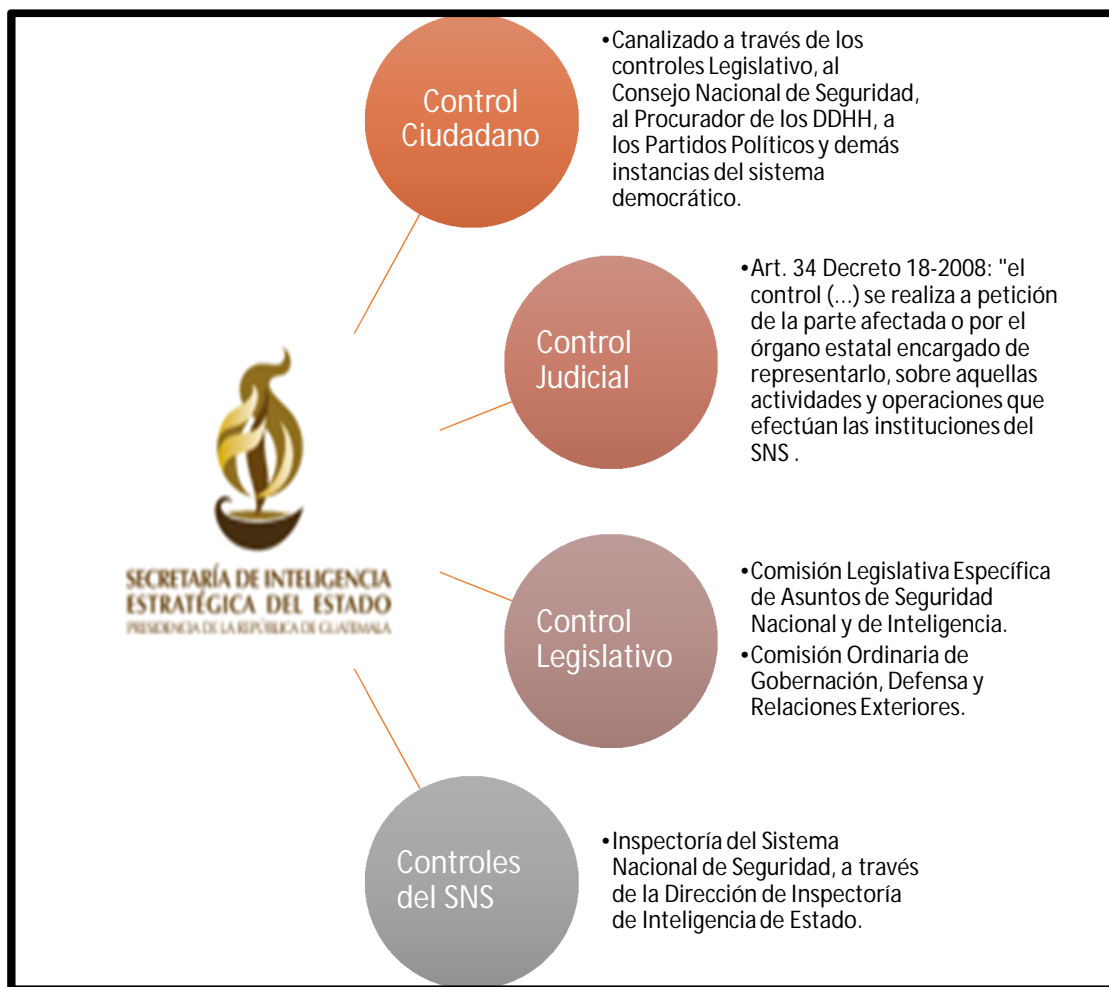 Control
Ciudadano
•Canalizado a través de los
controles Legislativo, al
Consejo Nacional de Seguridad,
al Procurador de los DDHH, a
los Partidos Políticos y demás
instancias del sistema
democrático.
Control
Judicial
•Art. 34 Decreto 18-2008: "el
control (...) se realiza a petición
de la parte afectada o por el
órgano estatal encargado de
representarlo, sobre aquellas
actividades y operaciones que
efectúan las instituciones del
SNS .
SECRETARÍA DE INTELIGENCIA
ESTRATÉGICA DEL ESTADO
PRESIDENCIA DE LA REPÚBLICA DE GUATEMALA
Control
Legislativo
•Comisión Legislativa Específica
de Asuntos de Seguridad
Nacional y de Inteligencia.
•Comisión Ordinaria de
Gobernación, Defensa y
Relaciones Exteriores.
Controles
del SNS
•Inspectoría del Sistema
Nacional de Seguridad, a través
de la Dirección de Inspectoría
de Inteligencia de Estado.